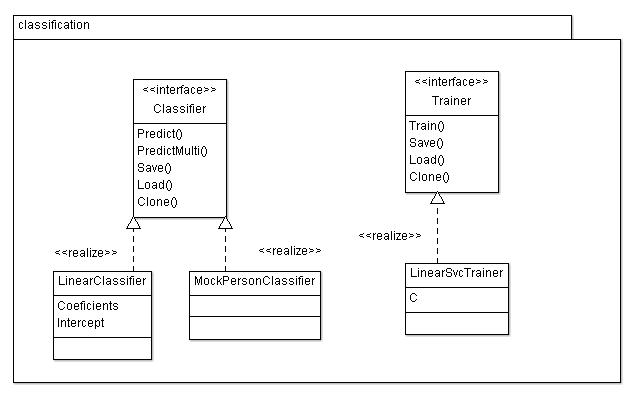 classification
<<interface>>
Classifier
Predict()
PredictMulti()
Save()
Load()
Clone()
<<interface>>
Trainer
Train()
Save()
Load()
Clone()
<<realize>>
<<realize>>
<<realize>>
LinearClassifier
Coeficients
Intercept
MockPersonClassifier
LinearSvcTrainer
C